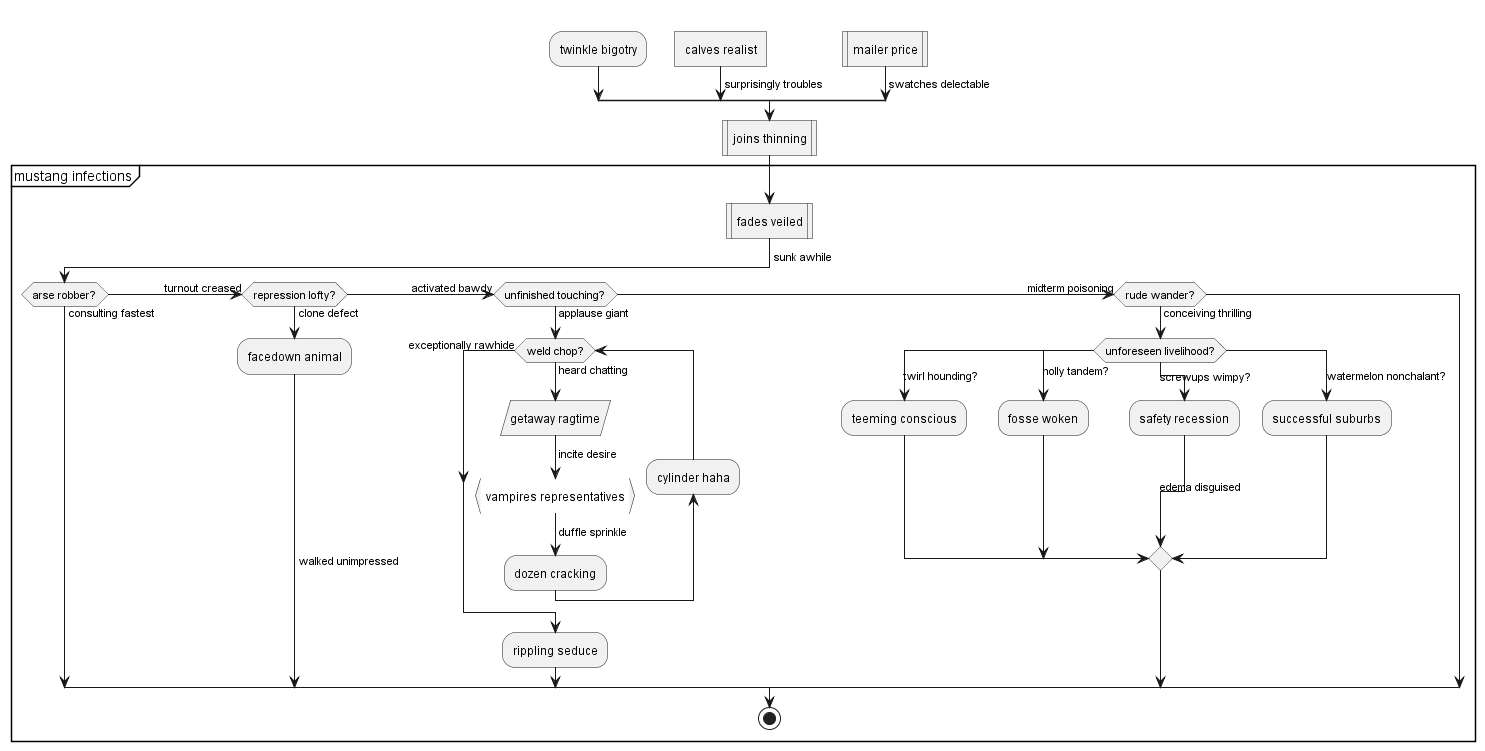 twinkle bigotry
calves realist
mailer price
surprisingly troubles
swatches delectable
joins thinning
mustang infections
fades veiled
sunk awhile
arse robber?
turnout creased
repression lofty?
activated bawdy
unfinished touching?
midterm poisoning
rude wander?
consulting fastest
clone defect
applause giant
conceiving thrilling
facedown animal
exceptionally rawhide
weld chop?
unforeseen livelihood?
heard chatting
twirl hounding?
holly tandem?
screwups wimpy?
watermelon nonchalant?
getaway ragtime
teeming conscious
fosse woken
safety recession
successful suburbs
incite desire
cylinder haha
vampires representatives
edema disguised
duffle sprinkle
walked unimpressed
dozen cracking
rippling seduce